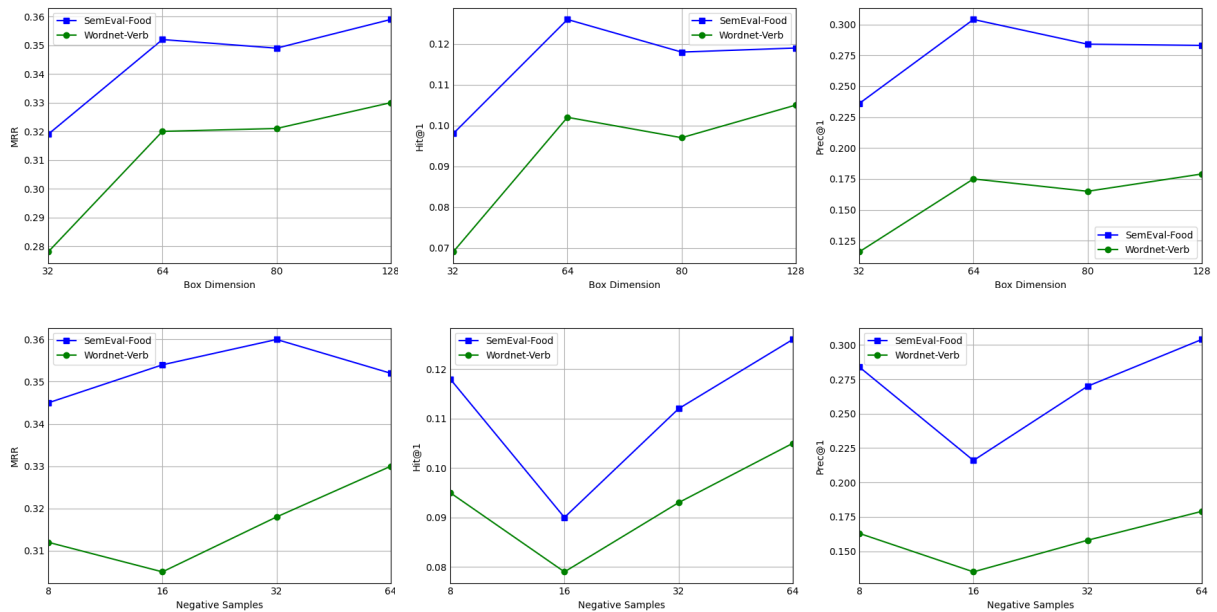 0.36
0.35
0.34
0.33
0.32
0.31
0.30
0.29
0.28
MRR
SemEval-Food
Wordnet-Verb
32
64
80
128
Box Dimension
0.12
0.11
0.10
0.09
0.08
0.07
Hit@1
SemEval-Food
Wordnet-Verb
32
64
80
128
Box Dimension
0.300
0.275
0.250
0.225
0.200
0.175
0.150
0.125
Prec@1
SemEval-Food
Wordnet-Verb
32
64
80
128
Box Dimension
0.36
0.35
0.34
0.33
0.32
0.31
MRR
SemEval-Food
Wordnet-Verb
8
16
32
64
Negative Samples
0.12
0.11
0.10
0.09
0.08
Hit@1
SemEval-Food
Wordnet-Verb
8
16
32
64
Negative Samples
0.300
0.275
0.250
0.225
0.200
0.175
0.150
Prec@1
SemEval-Food
Wordnet-Verb
8
16
32
64
Negative Samples